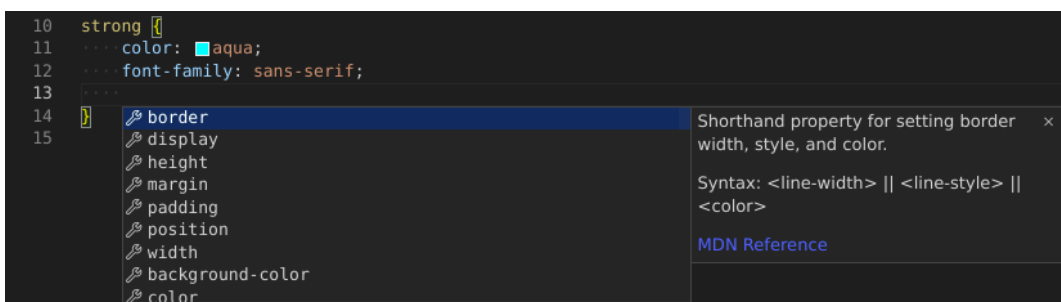 10 strong {
11 ····color: aqua;
12 ····font-family: sans-serif;
13 ····
14 }
15
border
display
height
margin
padding
position
width
background-color
color
Shorthand property for setting border ×
width, style, and color.
Syntax: <line-width> || <line-style> ||
<color>
MDN Reference